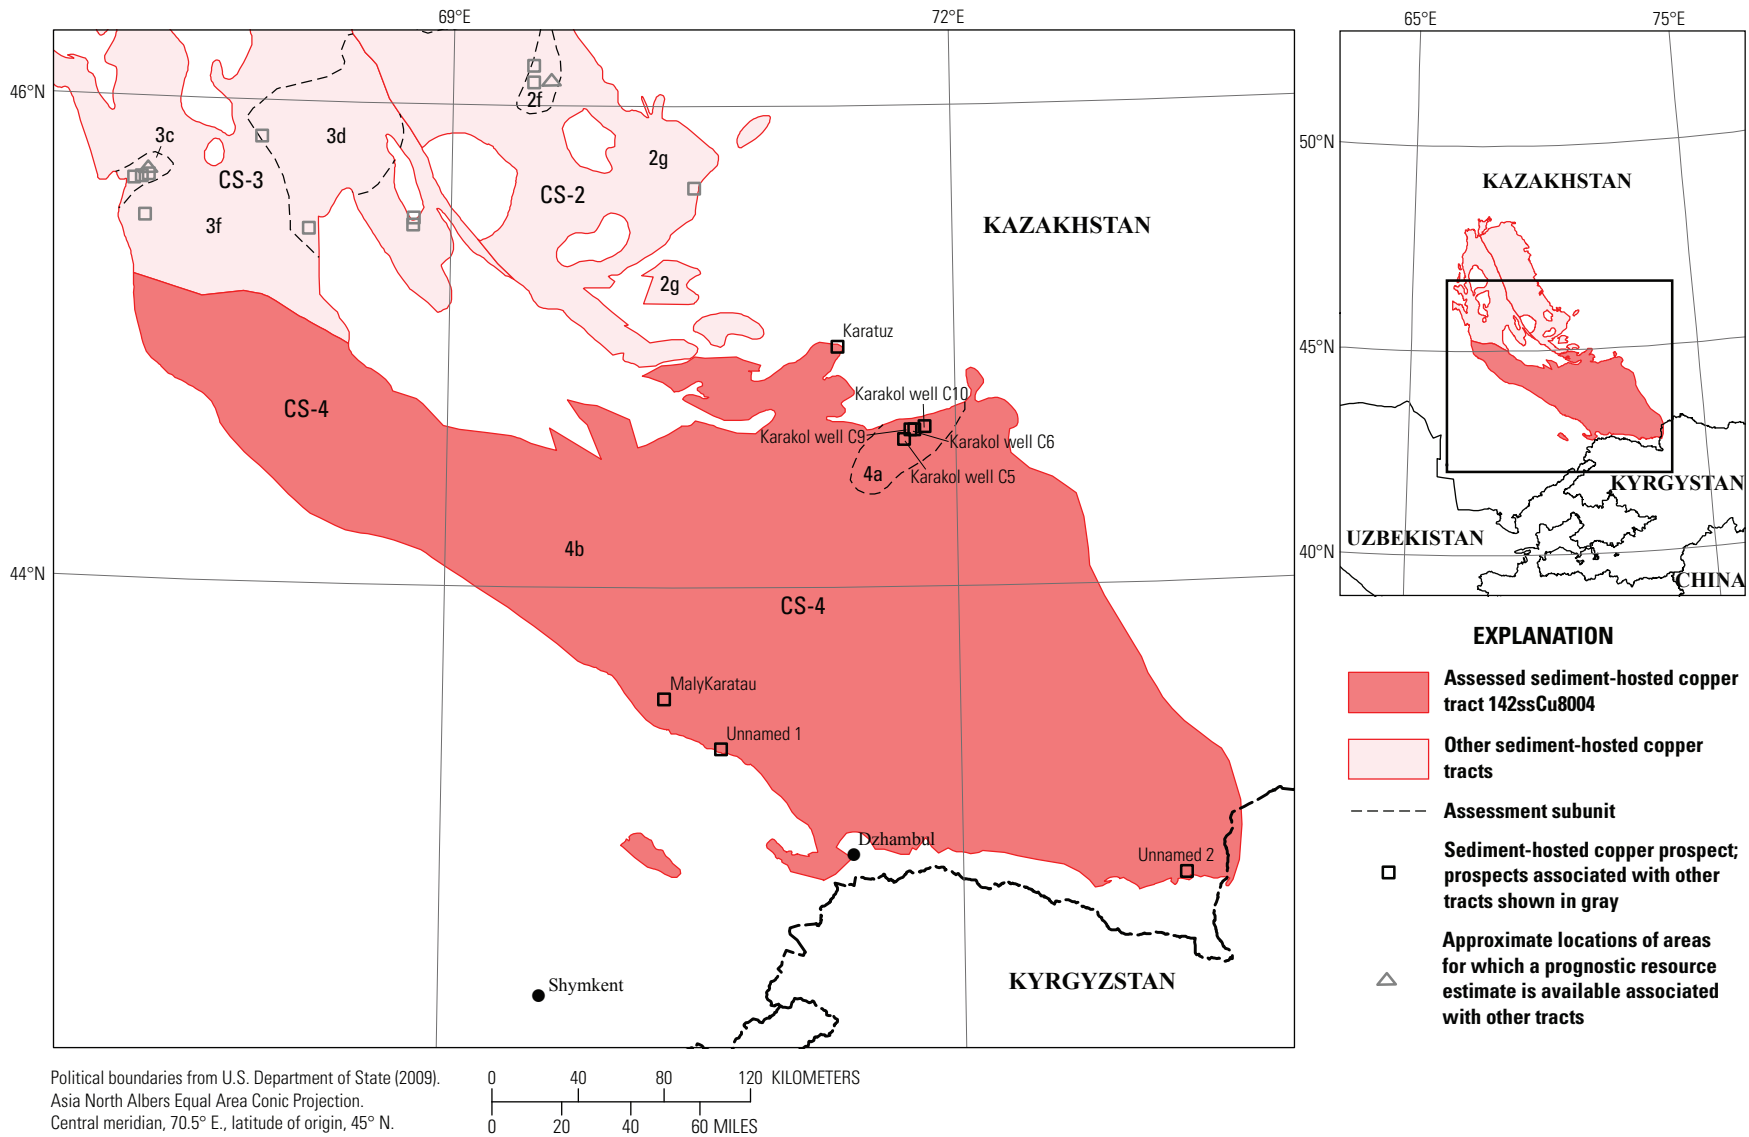 69°E
72°E
46°N
44°N
2f
3c
3d
CS-3
3f
2g
CS-2
2g
KAZAKHSTAN
Karatuz
Karakol well C10
Karakol well C9
Karakol well C6
Karakol well C5
4a
CS-4
4b
CS-4
MalyKaratau
Unnamed 1
Dzhambul
Unnamed 2
Shymkent
KYRGYZSTAN
65°E
75°E
50°N
45°N
40°N
KAZAKHSTAN
KYRGYSTAN
UZBEKISTAN
CHINA
EXPLANATION
Assessed sediment-hosted copper
tract 142ssCu8004
Other sediment-hosted copper
tracts
Assessment subunit
Sediment-hosted copper prospect;
prospects associated with other
tracts shown in gray
Approximate locations of areas
for which a prognostic resource
estimate is available associated
with other tracts
Political boundaries from U.S. Department of State (2009).
Asia North Albers Equal Area Conic Projection.
Central meridian, 70.5° E., latitude of origin, 45° N.
0 40 80 120 KILOMETERS
0 20 40 60 MILES